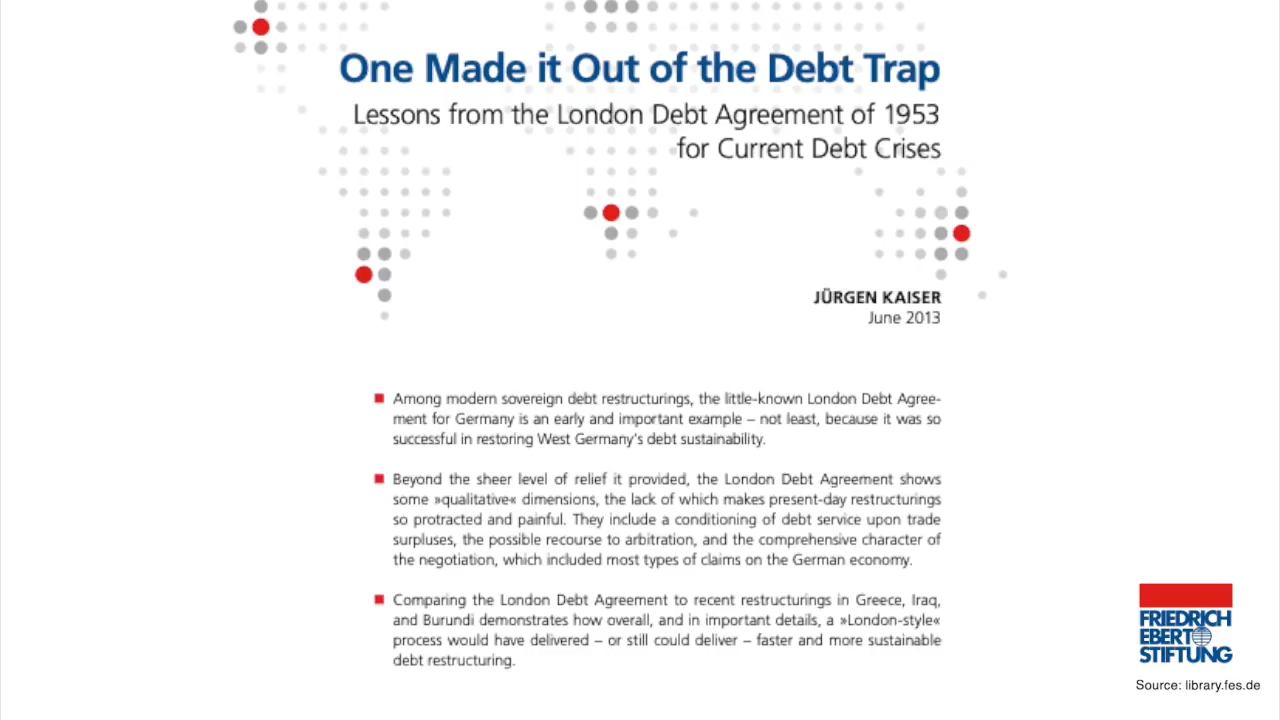 One Made it Out of the Debt Trap
Lessons from the London Debt Agreement of 1953
for Current Debt Crises
JÜRGEN KAISER
June 2013
Among modern sovereign debt restructurings, the little-known London Debt Agree-
ment for Germany is an early and important example – not least, because it was so
successful in restoring West Germany's debt sustainability.
Beyond the sheer level of relief it provided, the London Debt Agreement shows
some »qualitative« dimensions, the lack of which makes present-day restructurings
so protracted and painful. They include a conditioning of debt service upon trade
surpluses, the possible recourse to arbitration, and the comprehensive character of
the negotiation, which included most types of claims on the German economy.
Comparing the London Debt Agreement to recent restructurings in Greece, Iraq,
and Burundi demonstrates how overall, and in important details, a »London-style«
process would have delivered – or still could deliver – faster and more sustainable
debt restructuring.
FRIEDRICH
EBERT
STIFTUNG
Source: library.fes.de